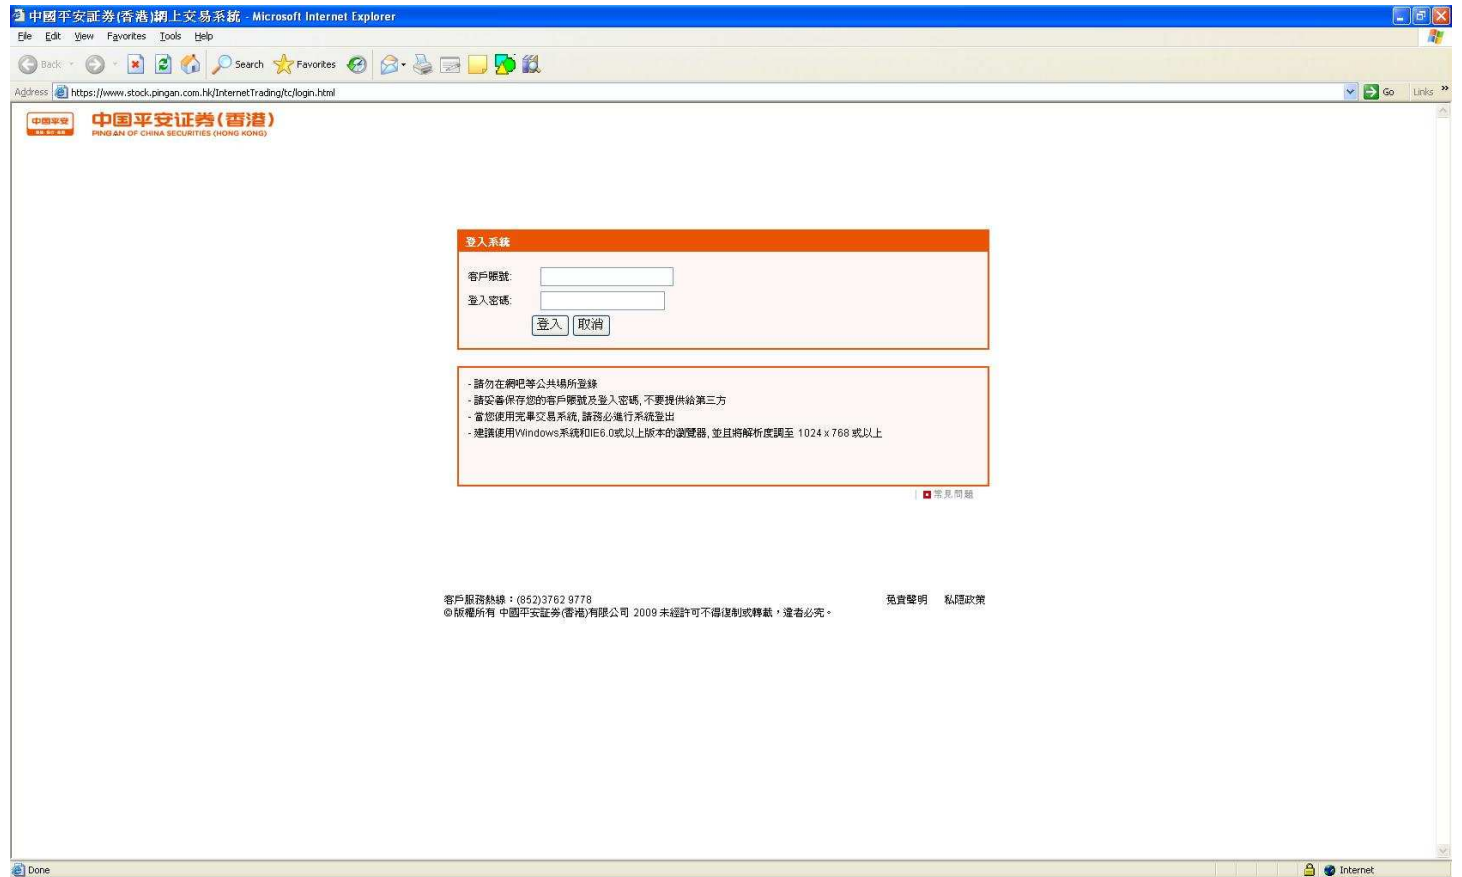 中國平安証券(香港)網上交易系統 - Microsoft Internet Explorer
File Edit View Favorites Tools Help
Back Search Favorites
Address https://www.stock.pingan.com.hk/InternetTrading/tc/login.html Go Links »
中国平安
中国平安证券(香港)
PING AN OF CHINA SECURITIES (HONG KONG)
登入系統
客戶賬號:
登入密碼:
登入 取消
- 請勿在網吧等公共場所登錄
- 請妥善保存您的客戶賬號及登入密碼, 不要提供給第三方
- 當您使用完畢交易系統, 請務必進行系統登出
- 建議使用Windows系統和IE6.0或以上版本的瀏覽器, 並且將解析度調至 1024 x 768 或以上
| 常見問題
客戶服務熱線：(852)3762 9778 免責聲明 私隱政策
©版權所有 中國平安証券(香港)有限公司 2009 未經許可不得復制或轉載，違者必究。
Done Internet